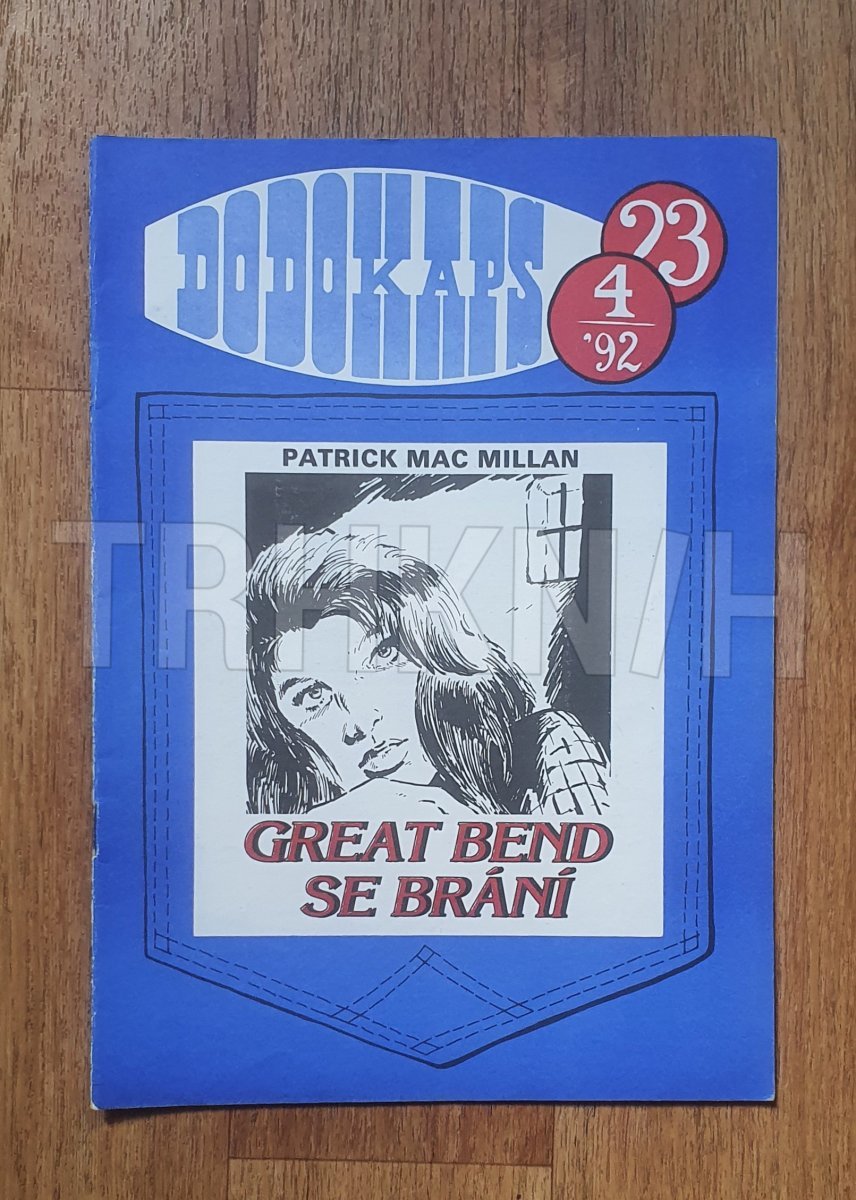 DODOKAPS
23
4
'92
PATRICK MAC MILLAN
GREAT BEND
SE BRÁNÍ
TRHKNIH